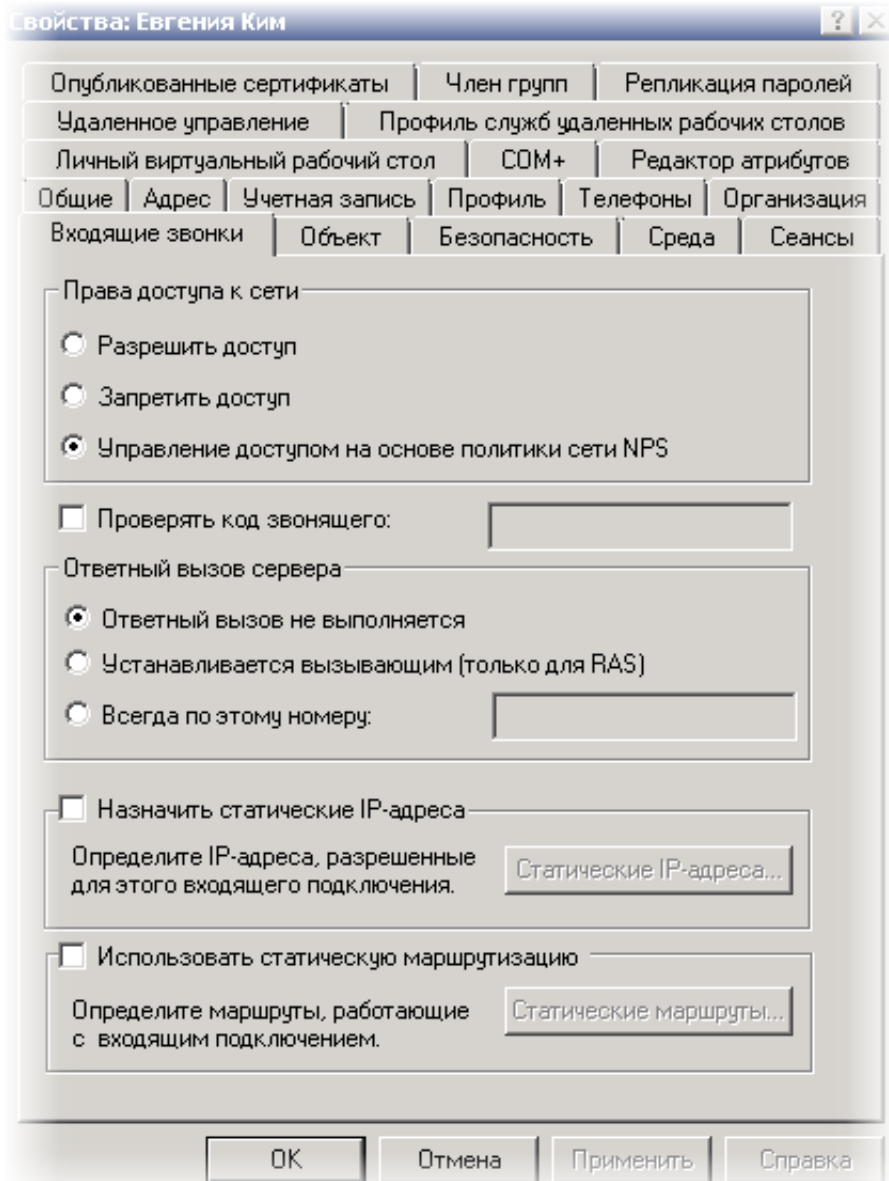 Свойства: Евгения Ким
Опубликованные сертификаты Член групп Репликация паролей
Удаленное управление Профиль служб удаленных рабочих столов
Личный виртуальный рабочий стол COM+ Редактор атрибутов
Общие Адрес Учетная запись Профиль Телефоны Организация
Входящие звонки Объект Безопасность Среда Сеансы
Права доступа к сети
Разрешить доступ
Запретить доступ
Управление доступом на основе политики сети NPS
Проверять код звонящего:
Ответный вызов сервера
Ответный вызов не выполняется
Устанавливается вызывающим (только для RAS)
Всегда по этому номеру:
Назначить статические IP-адреса
Определите IP-адреса, разрешенные
для этого входящего подключения.
Статические IP-адреса...
Использовать статическую маршрутизацию
Определите маршруты, работающие
с входящим подключением.
Статические маршруты...
OK Отмена Применить Справка